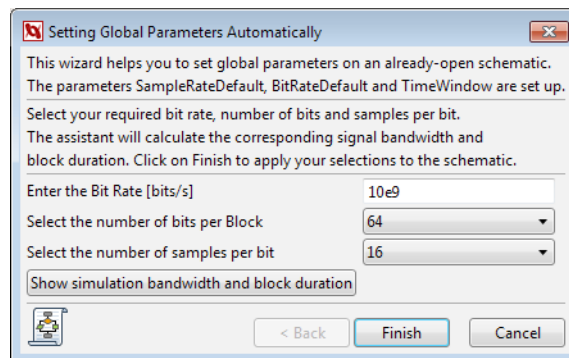 Setting Global Parameters Automatically
This wizard helps you to set global parameters on an already-open schematic.
The parameters SampleRateDefault, BitRateDefault and TimeWindow are set up.
Select your required bit rate, number of bits and samples per bit.
The assistant will calculate the corresponding signal bandwidth and
block duration. Click on Finish to apply your selections to the schematic.
Enter the Bit Rate [bits/s] 10e9
Select the number of bits per Block 64
Select the number of samples per bit 16
Show simulation bandwidth and block duration
< Back Finish Cancel